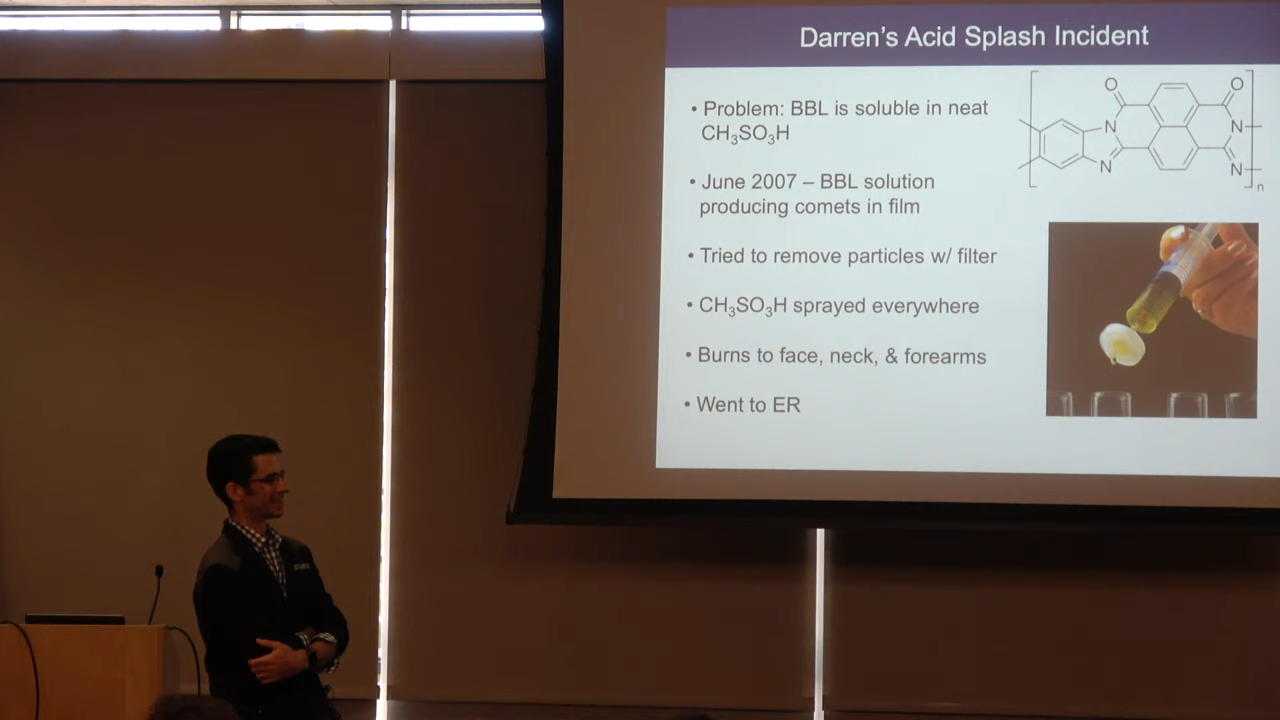 Darren's Acid Splash Incident
• Problem: BBL is soluble in neat
CH₃SO₃H
• June 2007 – BBL solution
producing comets in film
• Tried to remove particles w/ filter
• CH₃SO₃H sprayed everywhere
• Burns to face, neck, & forearms
• Went to ER
O O
N N
N N
n